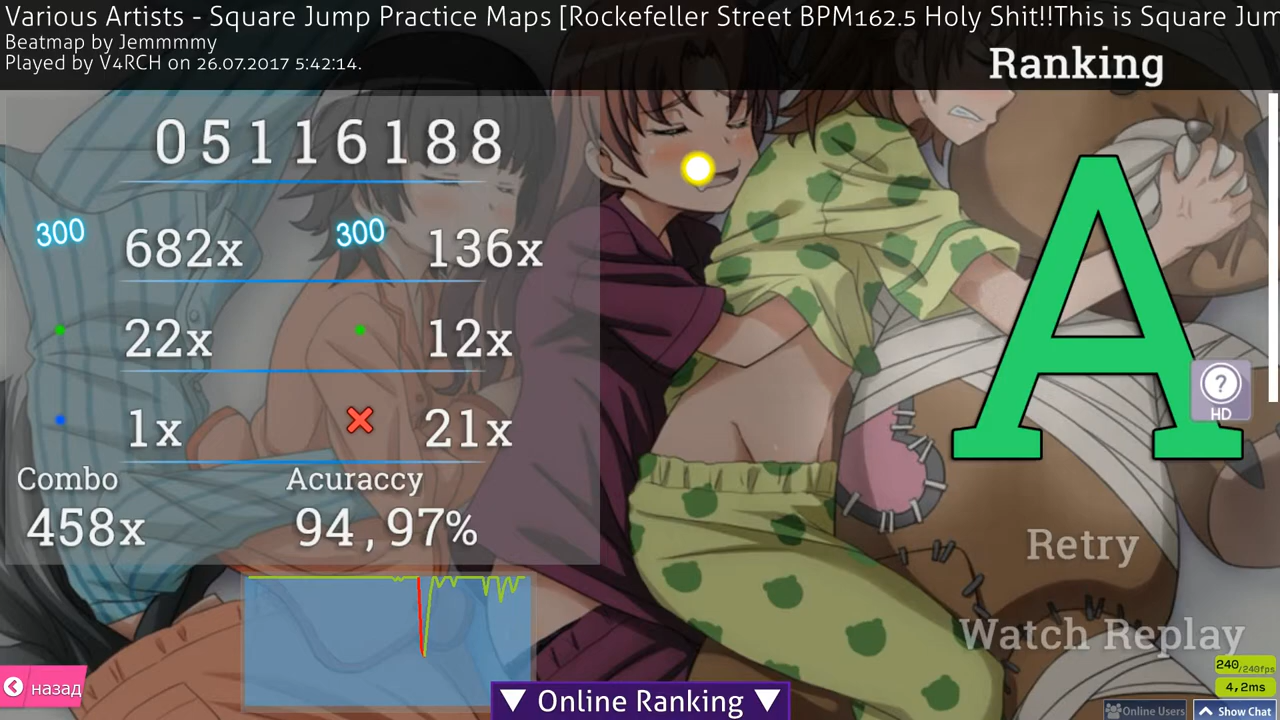 Various Artists - Square Jump Practice Maps [Rockefeller Street BPM162.5 Holy Shit!!This is Square Jum
Beatmap by Jemmmmy
Played by V4RCH on 26.07.2017 5:42:14.
Ranking
05116188
300 682x 300 136x
22x 12x
1x 21x
Combo Acuraccy
458x 94,97%
A
?
HD
Retry
Watch Replay
назад
▼ Online Ranking ▼
240/240fps
4,2ms
Online Users Show Chat